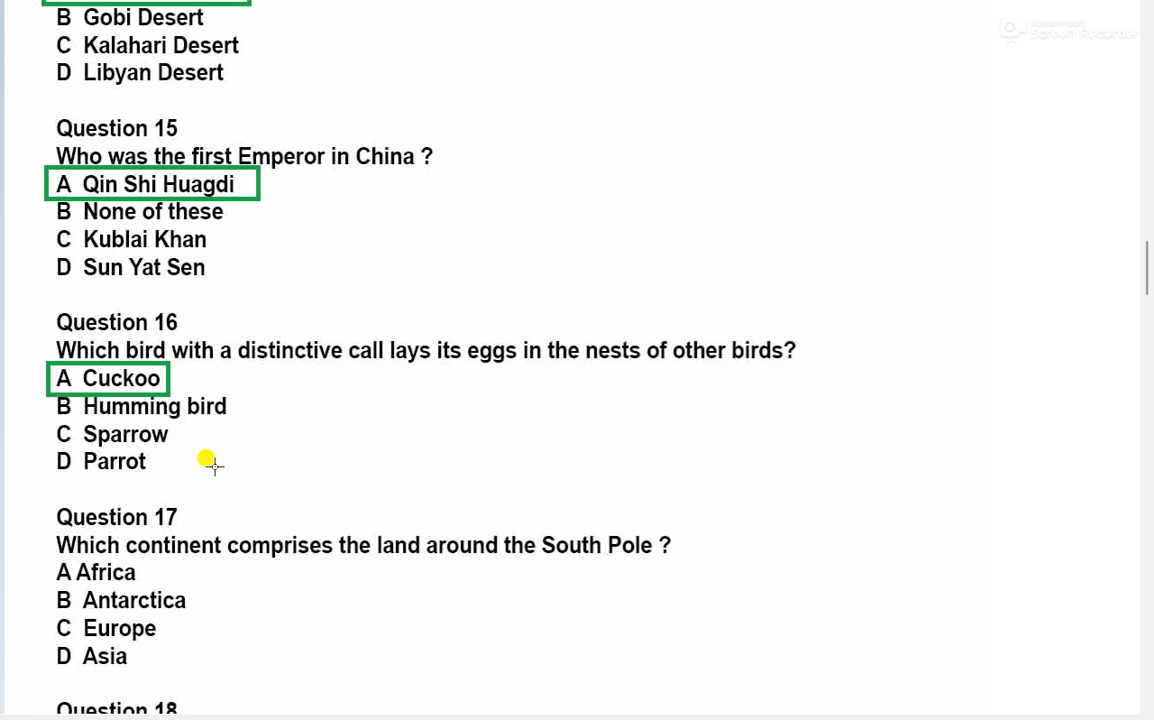 Apowersoft
Screen Recorder
B Gobi Desert
C Kalahari Desert
D Libyan Desert
Question 15
Who was the first Emperor in China ?
A Qin Shi Huagdi
B None of these
C Kublai Khan
D Sun Yat Sen
Question 16
Which bird with a distinctive call lays its eggs in the nests of other birds?
A Cuckoo
B Humming bird
C Sparrow
D Parrot
Question 17
Which continent comprises the land around the South Pole ?
A Africa
B Antarctica
C Europe
D Asia
Question 18